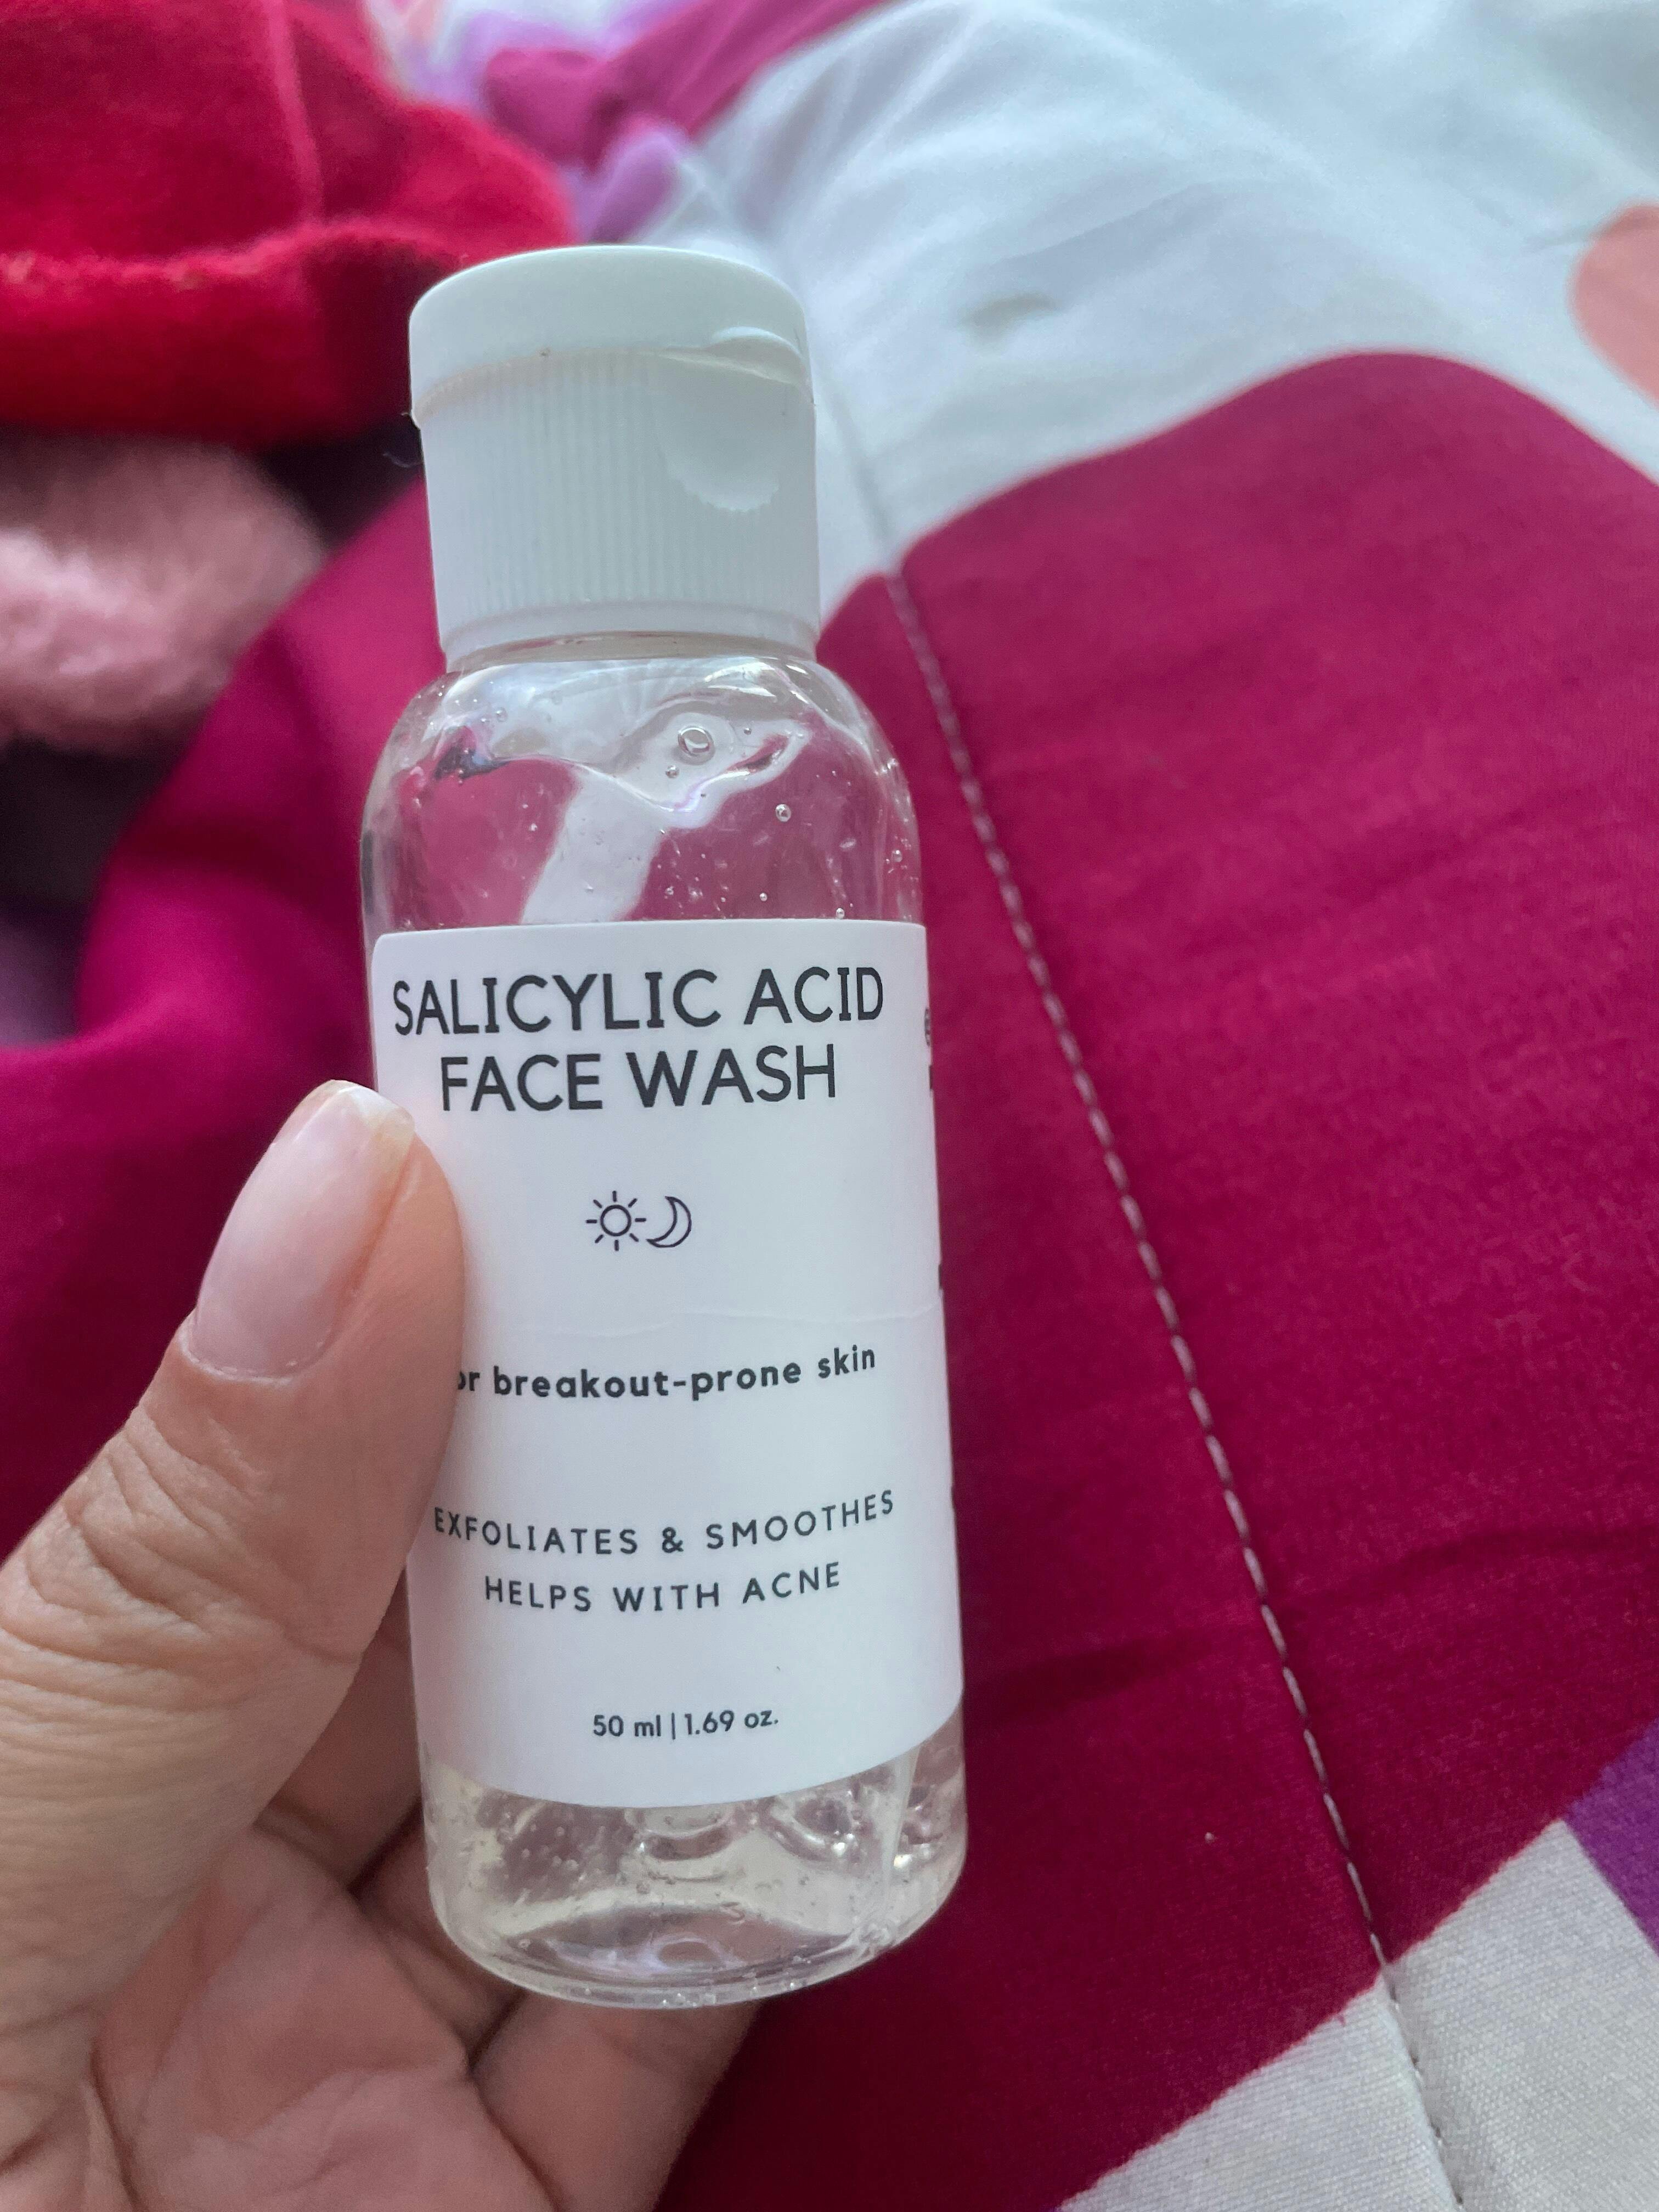 SALICYLIC ACID
FACE WASH
breakout-prone skin
EXFOLIATES & SMOOTHES
HELPS WITH ACNE
50 ml | 1.69 oz.